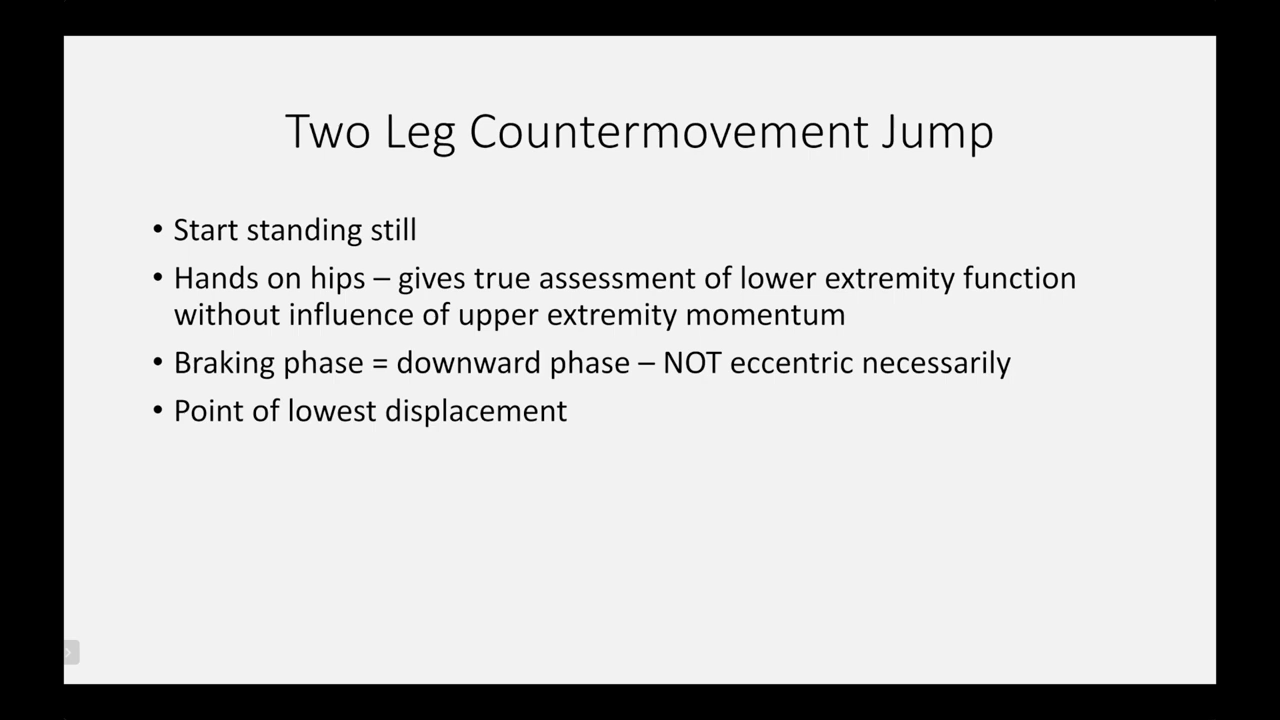 Two Leg Countermovement Jump
• Start standing still
• Hands on hips – gives true assessment of lower extremity function
without influence of upper extremity momentum
• Braking phase = downward phase – NOT eccentric necessarily
• Point of lowest displacement